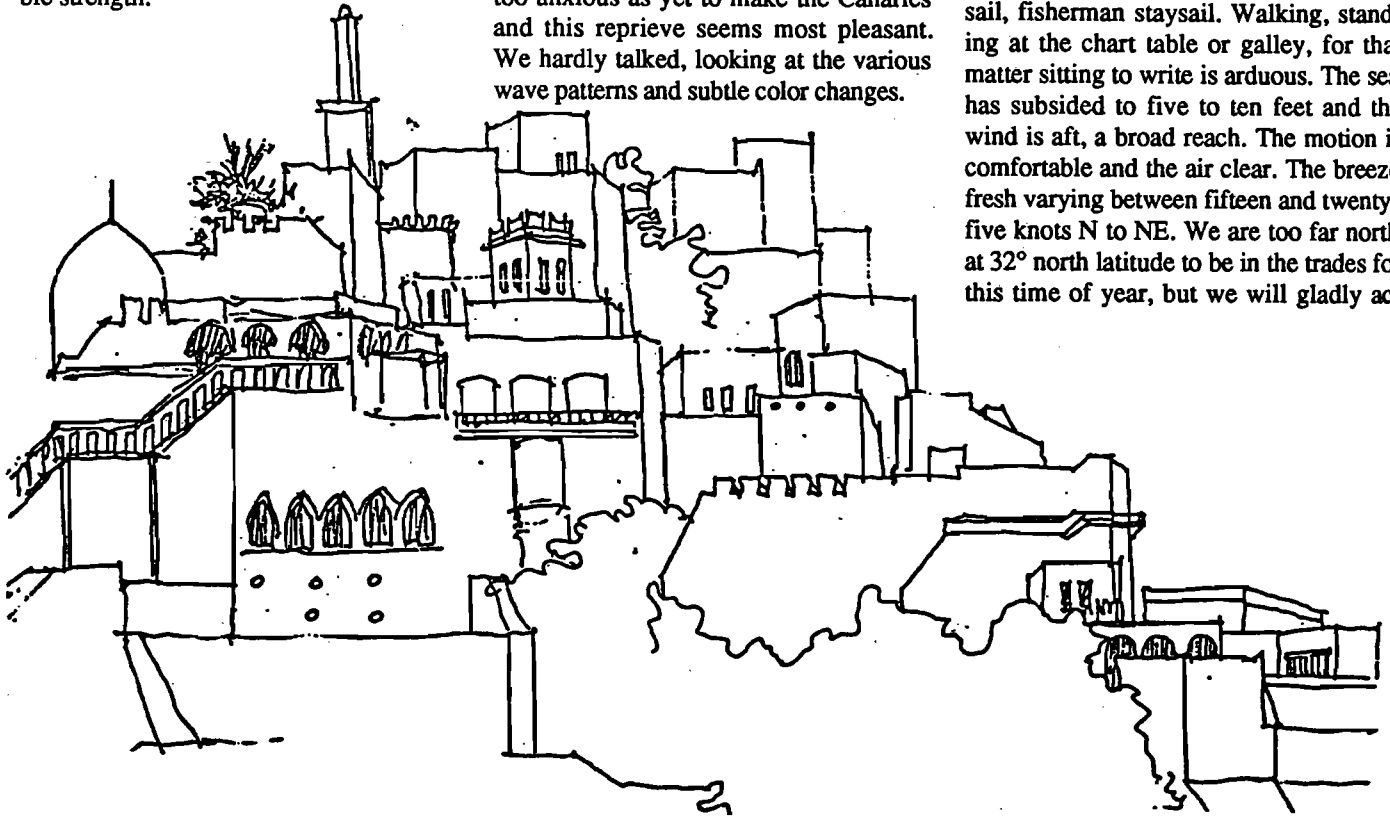 ble strength.
too anxious as yet to make the Canaries
and this reprieve seems most pleasant.
We hardly talked, looking at the various
wave patterns and subtle color changes.
sail, fisherman staysail. Walking, stand-
ing at the chart table or galley, for tha
matter sitting to write is arduous. The sea
has subsided to five to ten feet and th
wind is aft, a broad reach. The motion i
comfortable and the air clear. The breeze
fresh varying between fifteen and twenty-
five knots N to NE. We are too far north
at 32° north latitude to be in the trades fo
this time of year, but we will gladly ac